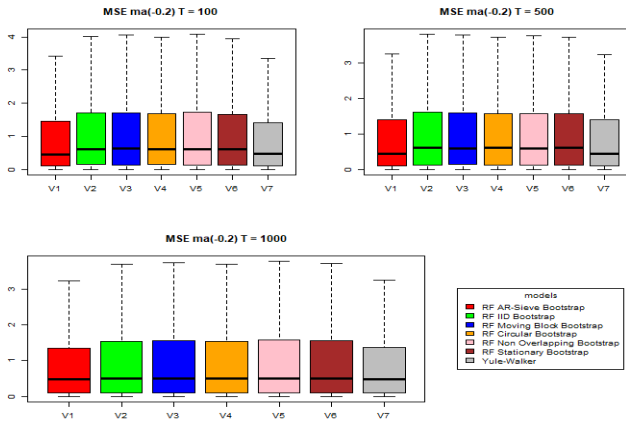 MSE ma(-0.2) T = 100
4
3
2
1
0
V1 V2 V3 V4 V5 V6 V7
MSE ma(-0.2) T = 500
3
2
1
0
V1 V2 V3 V4 V5 V6 V7
MSE ma(-0.2) T = 1000
3
2
1
0
V1 V2 V3 V4 V5 V6 V7
models
RF AR-Sieve Bootstrap
RF IID Bootstrap
RF Moving Block Bootstrap
RF Circular Bootstrap
RF Non Overlapping Bootstrap
RF Stationary Bootstrap
Yule-Walker